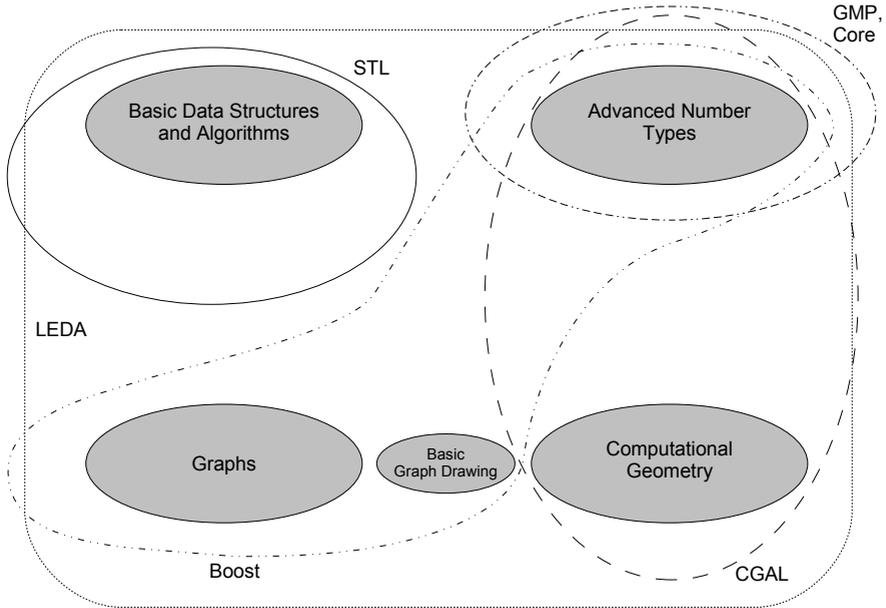 GMP,
Core
STL
Basic Data Structures
and Algorithms
Advanced Number
Types
LEDA
Graphs
Basic
Graph Drawing
Computational
Geometry
Boost
CGAL